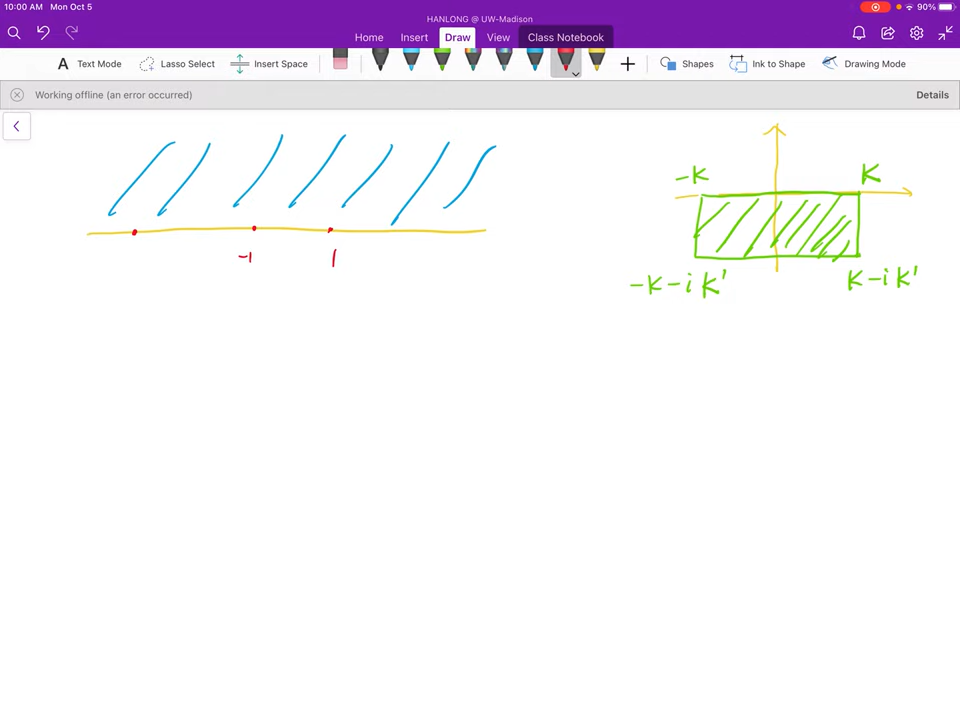 10:00 AM Mon Oct 5
90%
HANLONG @ UW-Madison
Home Insert Draw View Class Notebook
A Text Mode Lasso Select Insert Space Shapes Ink to Shape Drawing Mode
Working offline (an error occurred) Details
-K K
-1 1
-K-iK' K-iK'